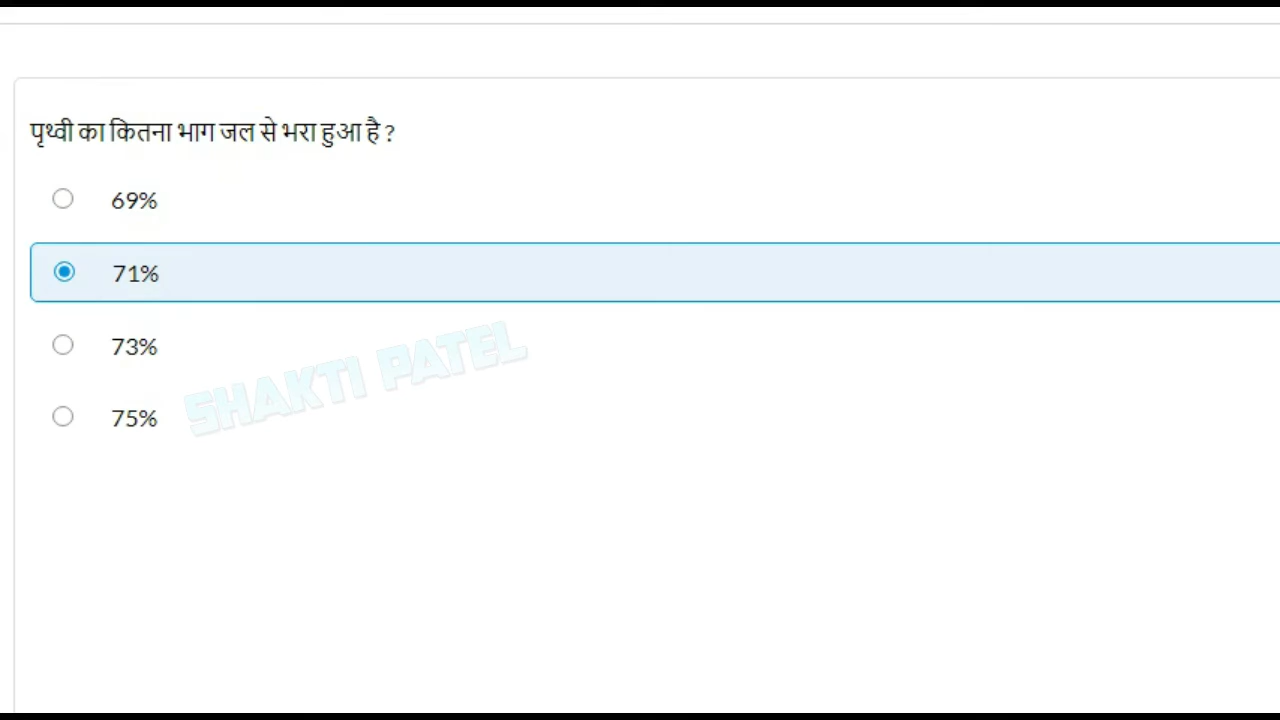 पृथ्वी का कितना भाग जल से भरा हुआ है ?
69%
71%
73%
75%
SHAKTI PATEL